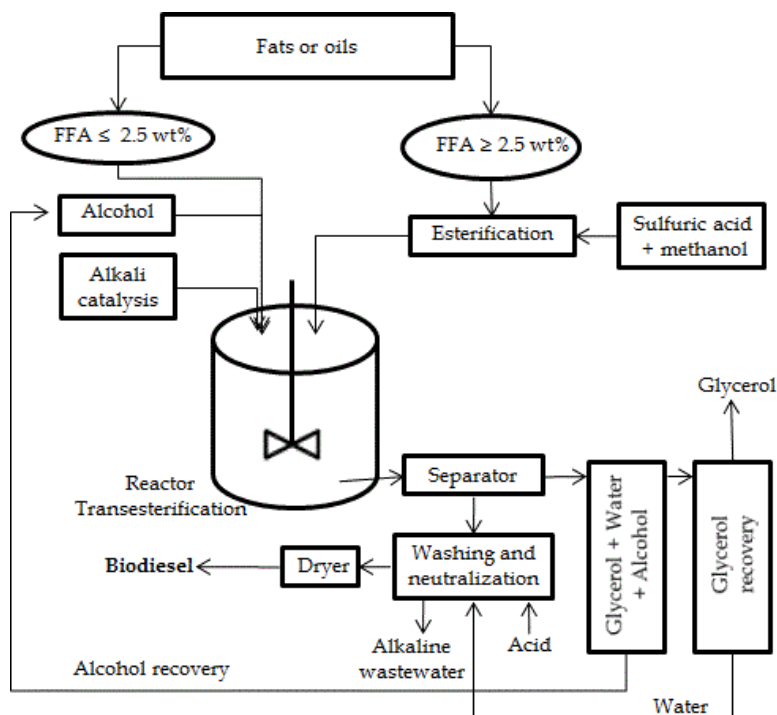 Fats or oils
FFA ≤ 2.5 wt%
FFA ≥ 2.5 wt%
Alcohol
Esterification
Sulfuric acid
+ methanol
Alkali
catalysis
Glycerol
Reactor
Transesterification
Separator
Glycerol + Water
+ Alcohol
Glycerol
recovery
Biodiesel
Dryer
Washing and
neutralization
Alkaline
wastewater
Acid
Alcohol recovery
Water